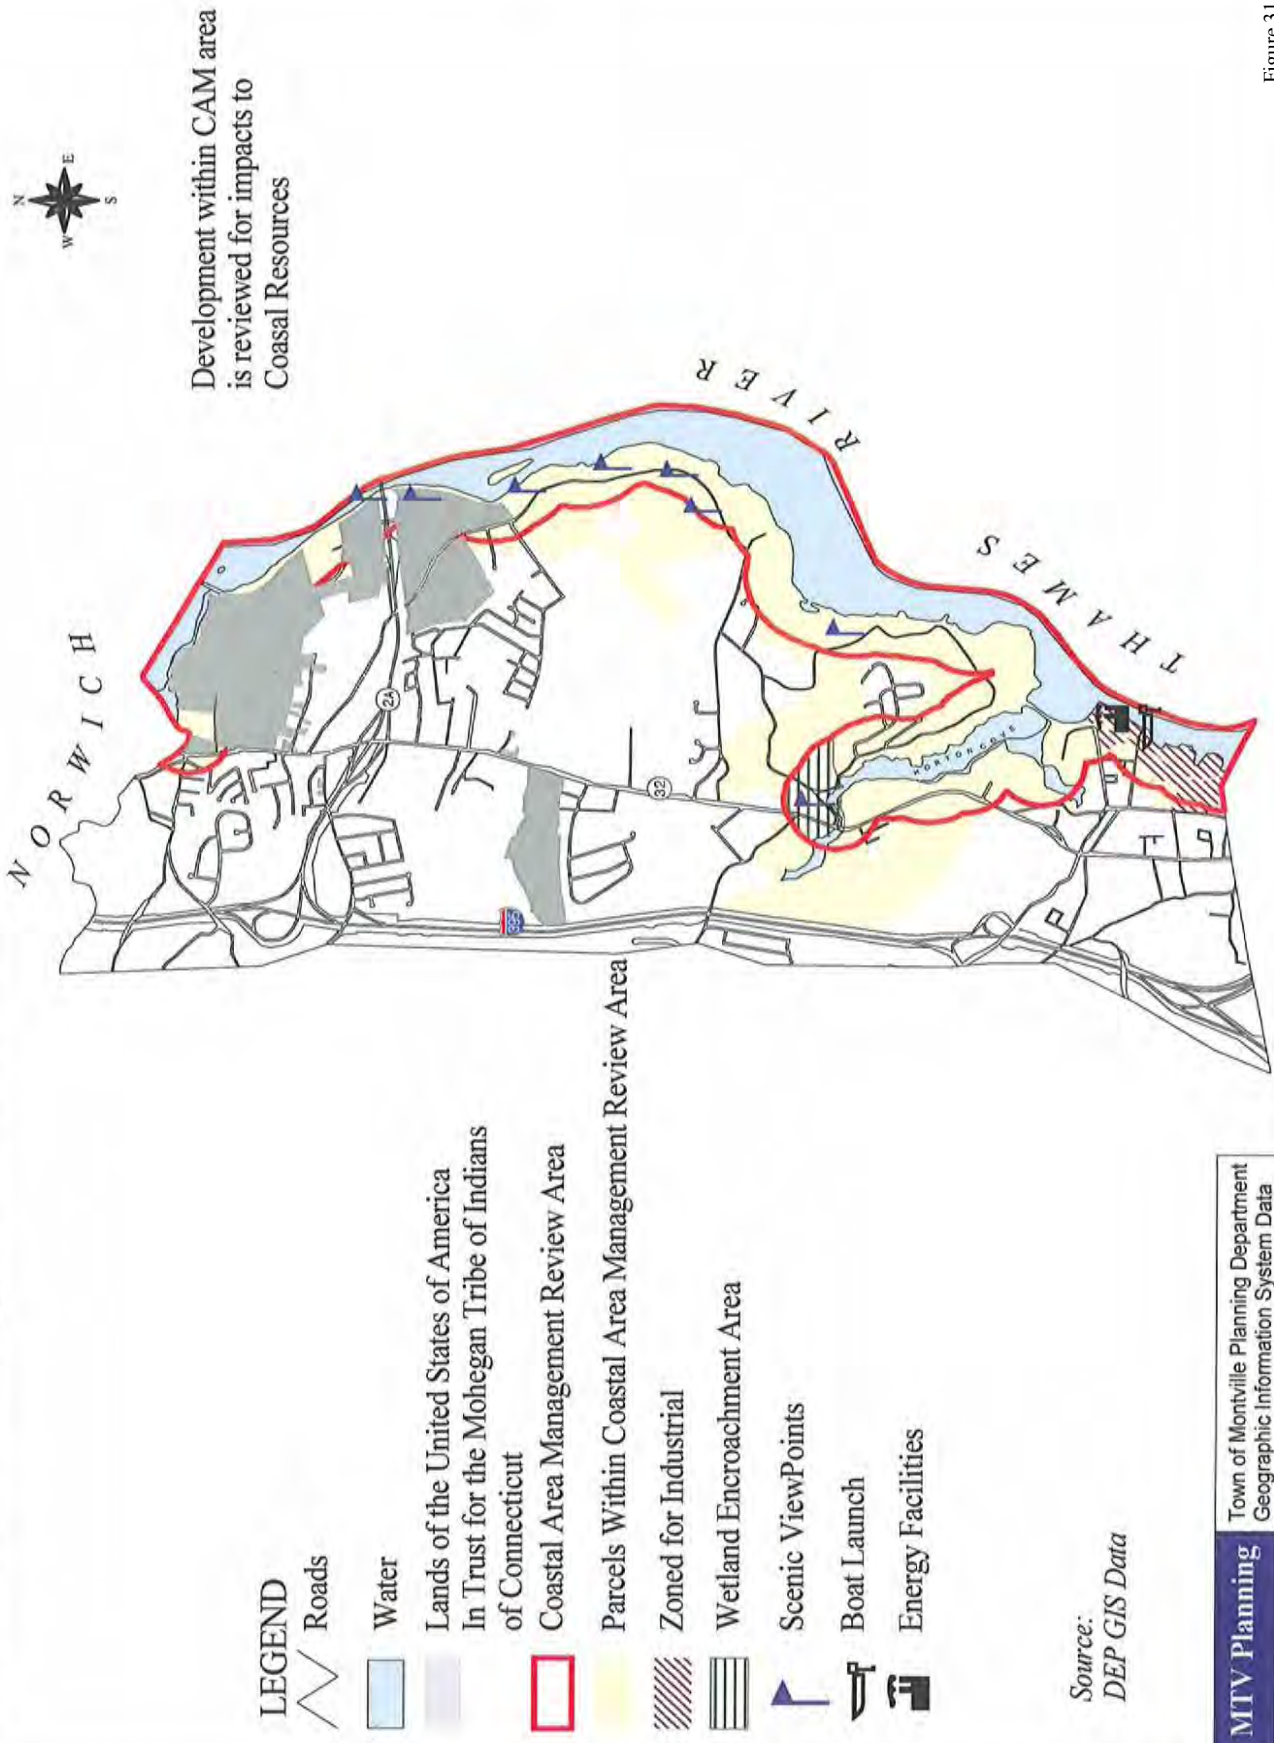 N
W E
S
Development within CAM area
is reviewed for impacts to
Coasal Resources
NORWICH
THAMES RIVER
HORTON COVE
2A
32
395
LEGEND
Roads
Water
Lands of the United States of America
In Trust for the Mohegan Tribe of Indians
of Connecticut
Coastal Area Management Review Area
Parcels Within Coastal Area Management Review Area
Zoned for Industrial
Wetland Encroachment Area
Scenic ViewPoints
Boat Launch
Energy Facilities
Source:
DEP GIS Data
MTV Planning
Town of Montville Planning Department
Geographic Information System Data
Figure 31